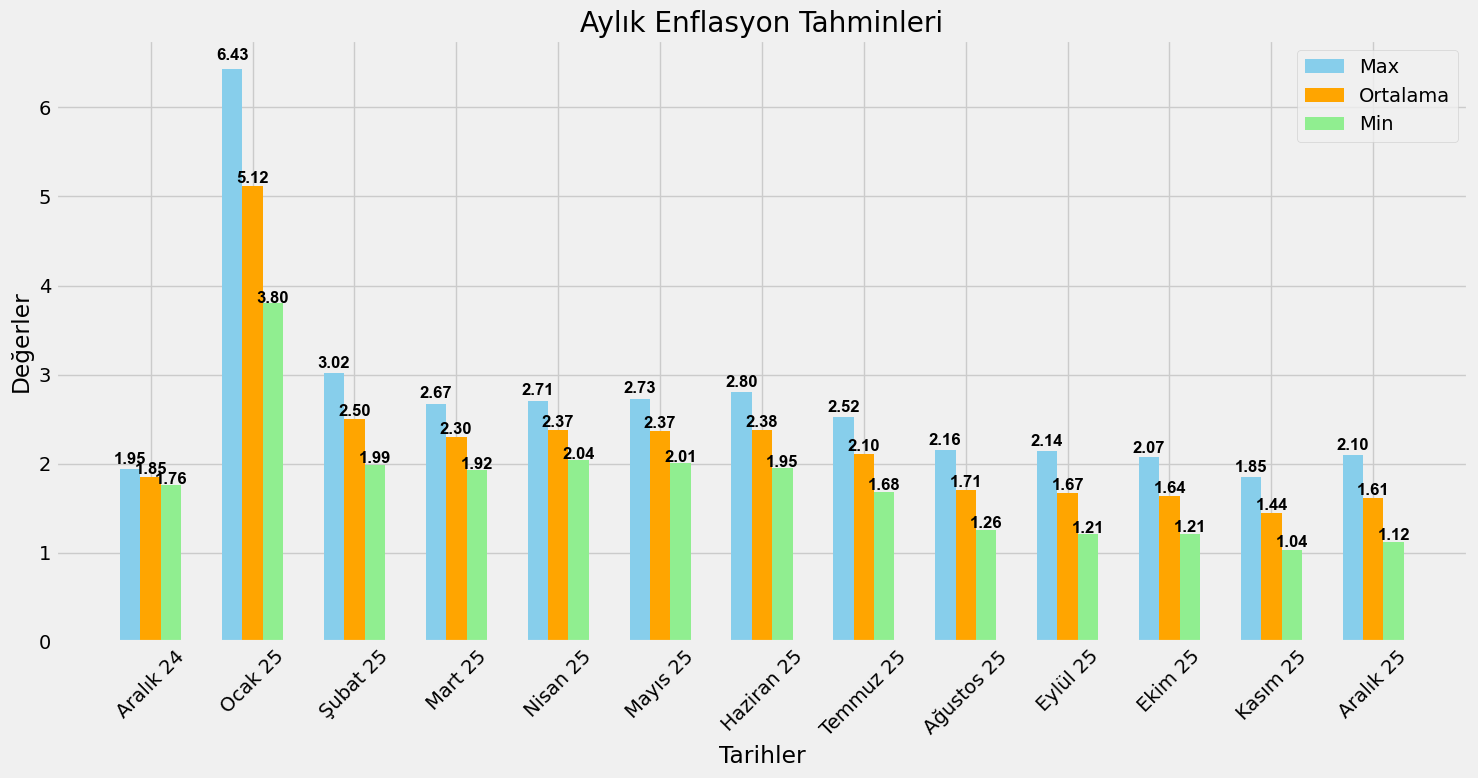 Aylık Enflasyon Tahminleri
Max
Ortalama
Min
Değerler
6
5
4
3
2
1
0
1.95
1.85
1.76
6.43
5.12
3.80
3.02
2.50
1.99
2.67
2.30
1.92
2.71
2.37
2.04
2.73
2.37
2.01
2.80
2.38
1.95
2.52
2.10
1.68
2.16
1.71
1.26
2.14
1.67
1.21
2.07
1.64
1.21
1.85
1.44
1.04
2.10
1.61
1.12
Aralık 24
Ocak 25
Şubat 25
Mart 25
Nisan 25
Mayıs 25
Haziran 25
Temmuz 25
Ağustos 25
Eylül 25
Ekim 25
Kasım 25
Aralık 25
Tarihler